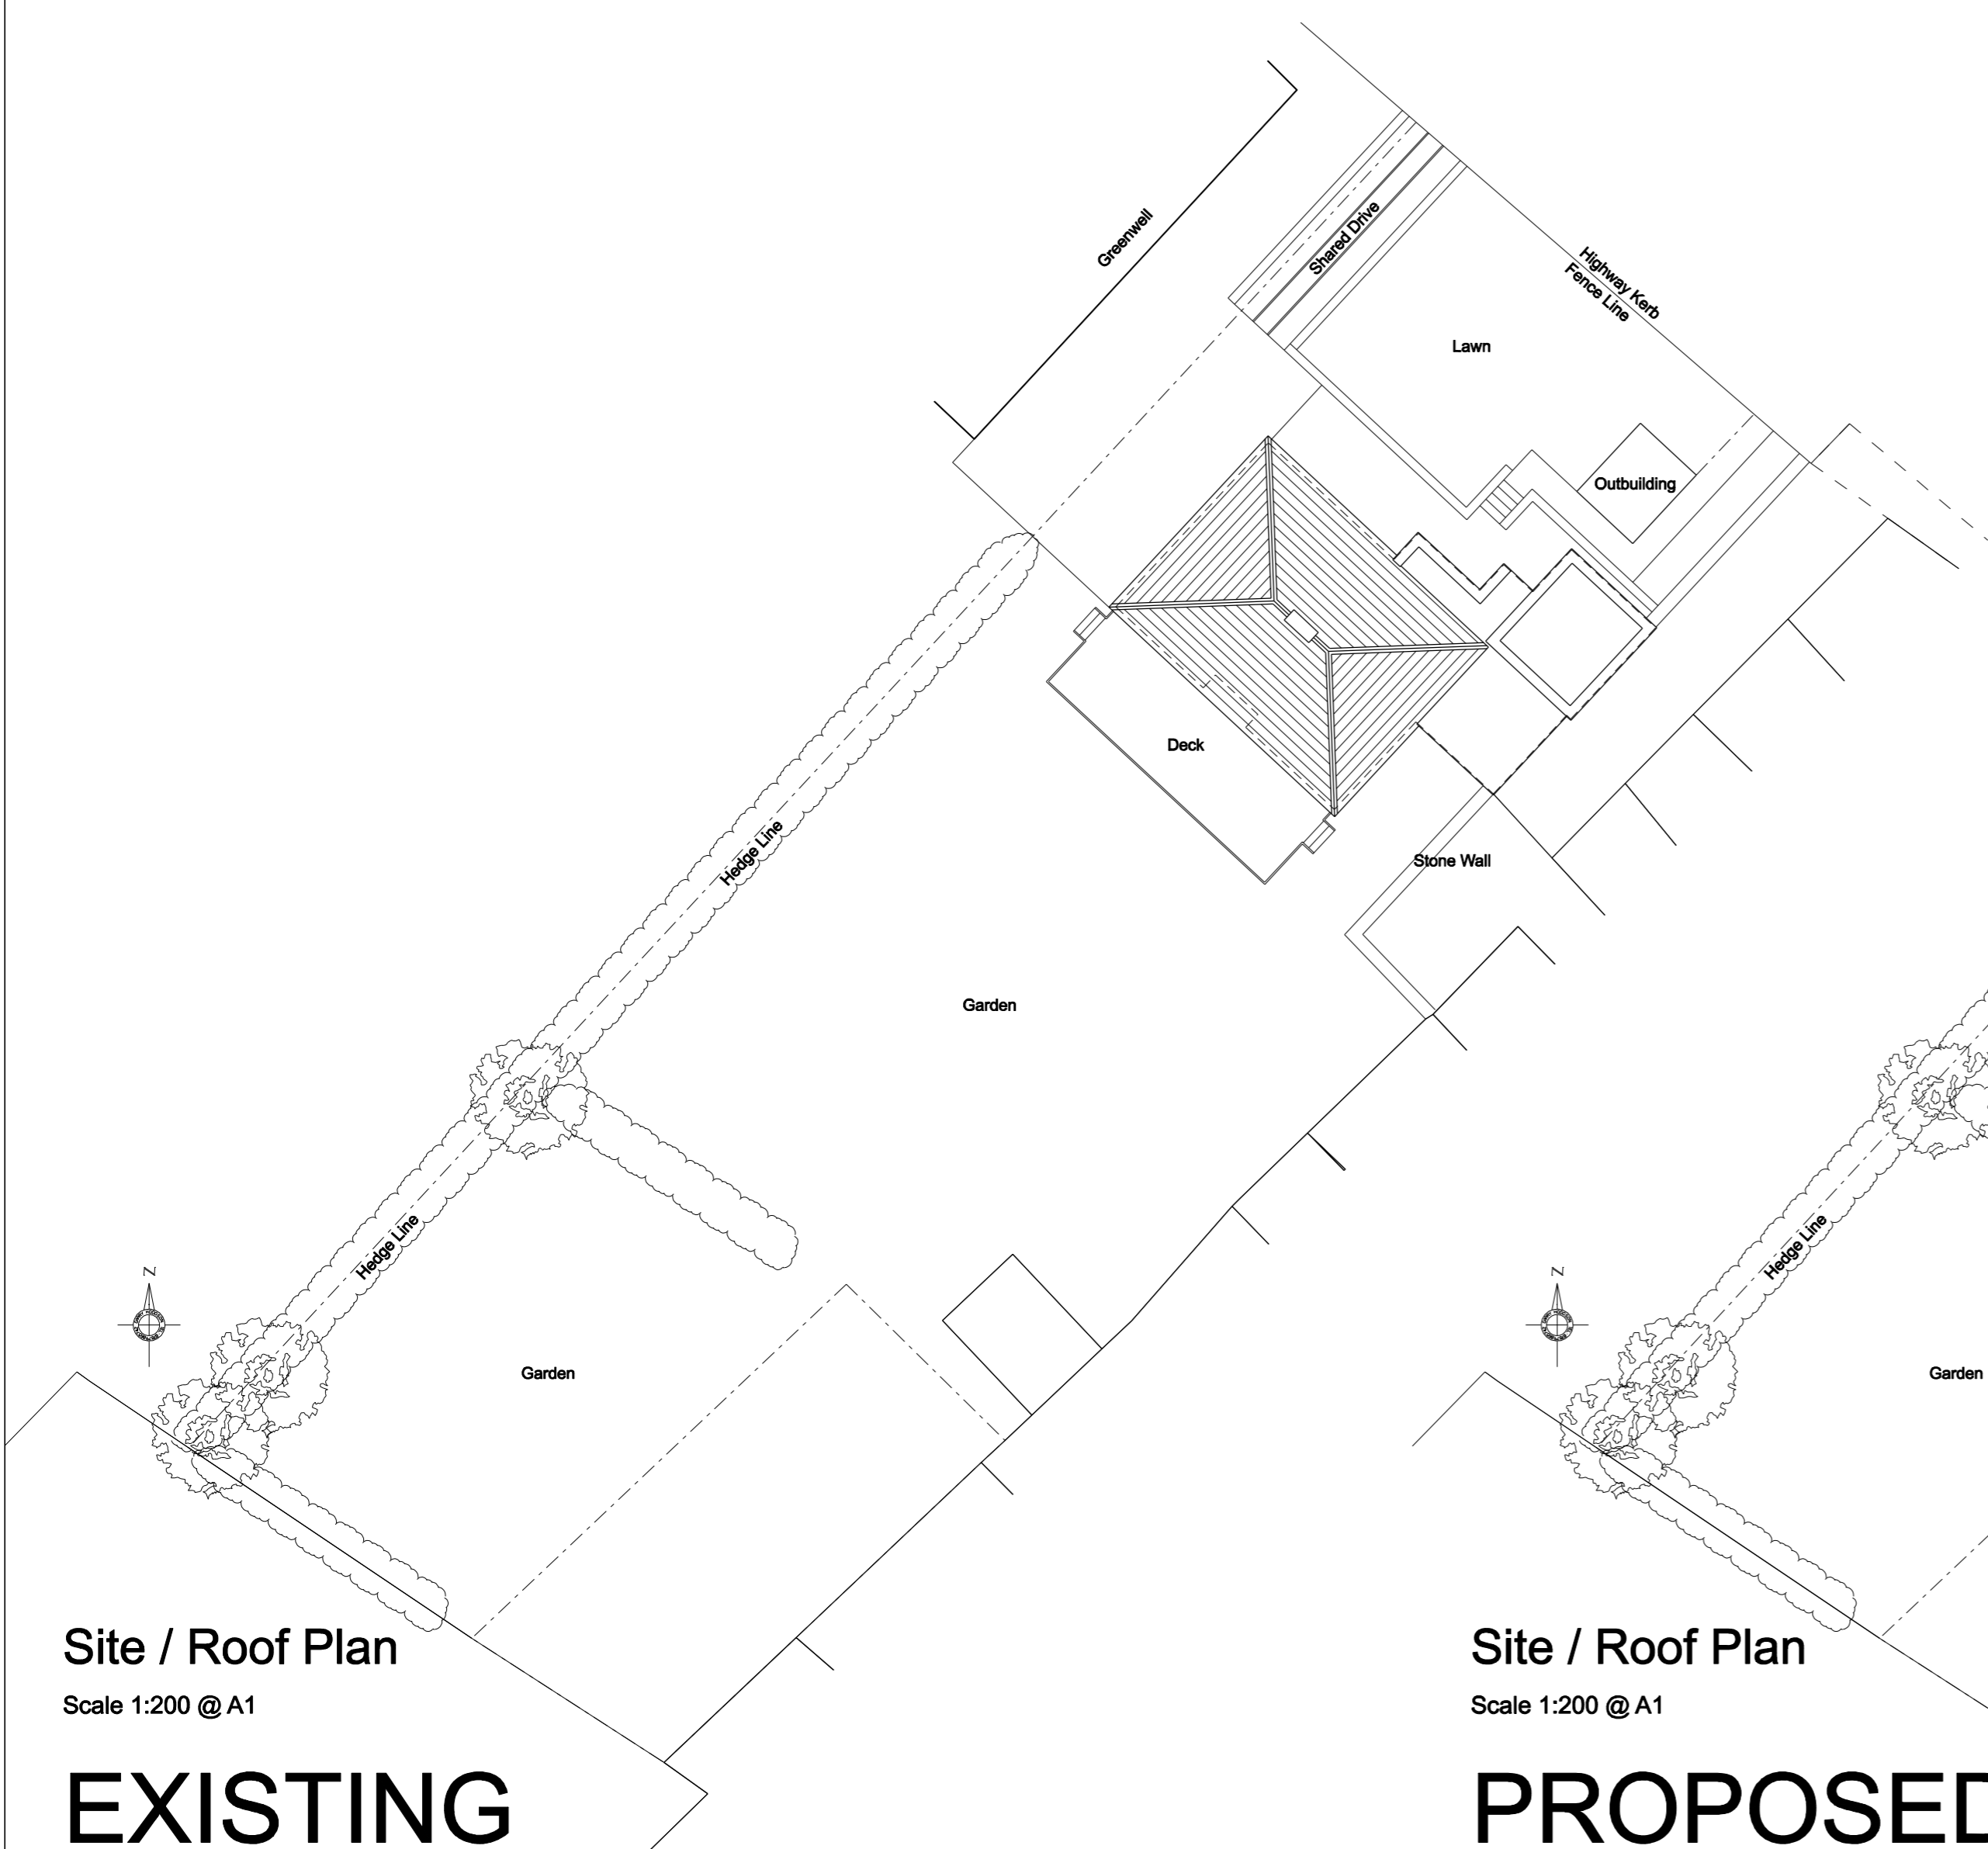 Greenwell
Shared Drive
Highway Kerb
Fence Line
Lawn
Outbuilding
Deck
Stone Wall
Hedge Line
Garden
Hedge Line
Garden
N
Site / Roof Plan
Scale 1:200 @ A1
EXISTING
Hedge Line
Garden
N
Site / Roof Plan
Scale 1:200 @ A1
PROPOSED